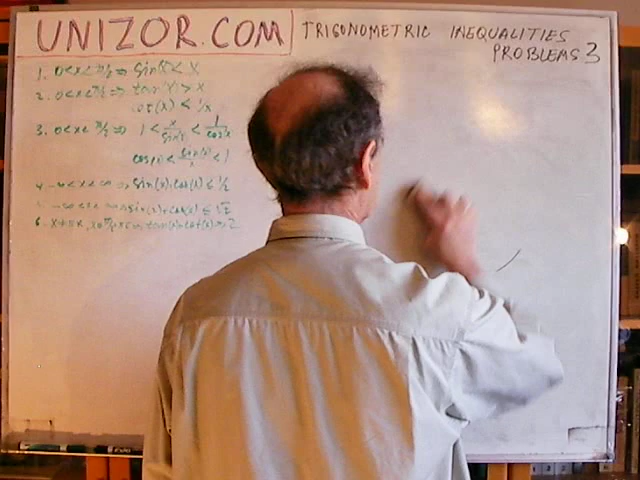 UNIZOR.COM
TRIGONOMETRIC INEQUALITIES
PROBLEMS 3
1. 0<x<π/2 ⇒ sin(x) < x
2. 0<x<π/2 ⇒ tan(x) > x
cot(x) < 1/x
3. 0<x< π/2 ⇒ 1 < x/sin(x) < 1/cos(x)
cos(x) < sin(x)/x < 1
4. -∞<x<∞ ⇒ sin(x)·cos(x) ≤ 1/2
-∞<x<∞ sin(x)+cos(x) ≤ √2
6.